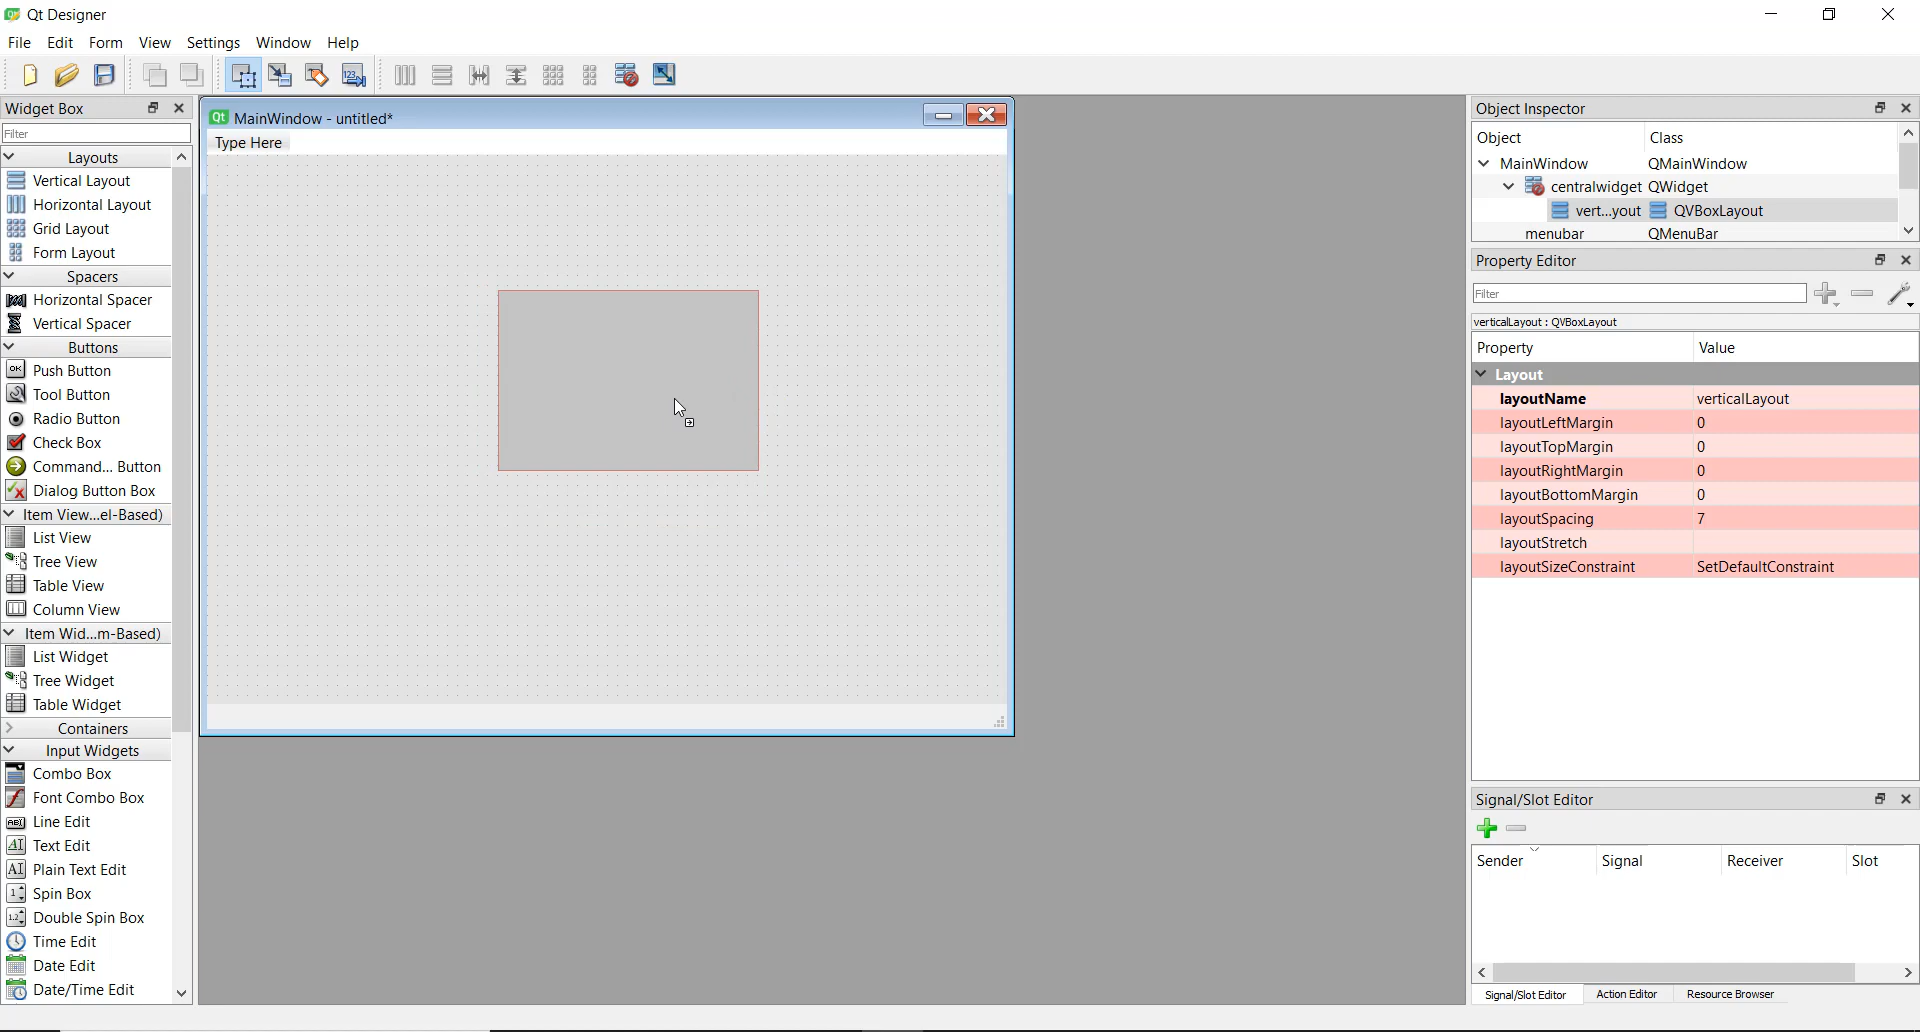 Qt Designer
File Edit Form View Settings Window Help
Widget Box
Filter
Layouts
Vertical Layout
Horizontal Layout
Grid Layout
Form Layout
Spacers
Horizontal Spacer
Vertical Spacer
Buttons
Push Button
Tool Button
Radio Button
Check Box
Command... Button
Dialog Button Box
Item View...el-Based)
List View
Tree View
Table View
Column View
Item Wid...m-Based)
List Widget
Tree Widget
Table Widget
Containers
Input Widgets
Combo Box
Font Combo Box
Line Edit
Text Edit
Plain Text Edit
Spin Box
Double Spin Box
Time Edit
Date Edit
Date/Time Edit
Qt MainWindow - untitled*
Type Here
Object Inspector
Object Class
MainWindow QMainWindow
centralwidget QWidget
vert...yout QVBoxLayout
menubar QMenuBar
Property Editor
Filter
verticalLayout : QVBoxLayout
Property Value
Layout
layoutName verticalLayout
layoutLeftMargin 0
layoutTopMargin 0
layoutRightMargin 0
layoutBottomMargin 0
layoutSpacing 7
layoutStretch
layoutSizeConstraint SetDefaultConstraint
Signal/Slot Editor
Sender Signal Receiver Slot
Signal/Slot Editor Action Editor Resource Browser